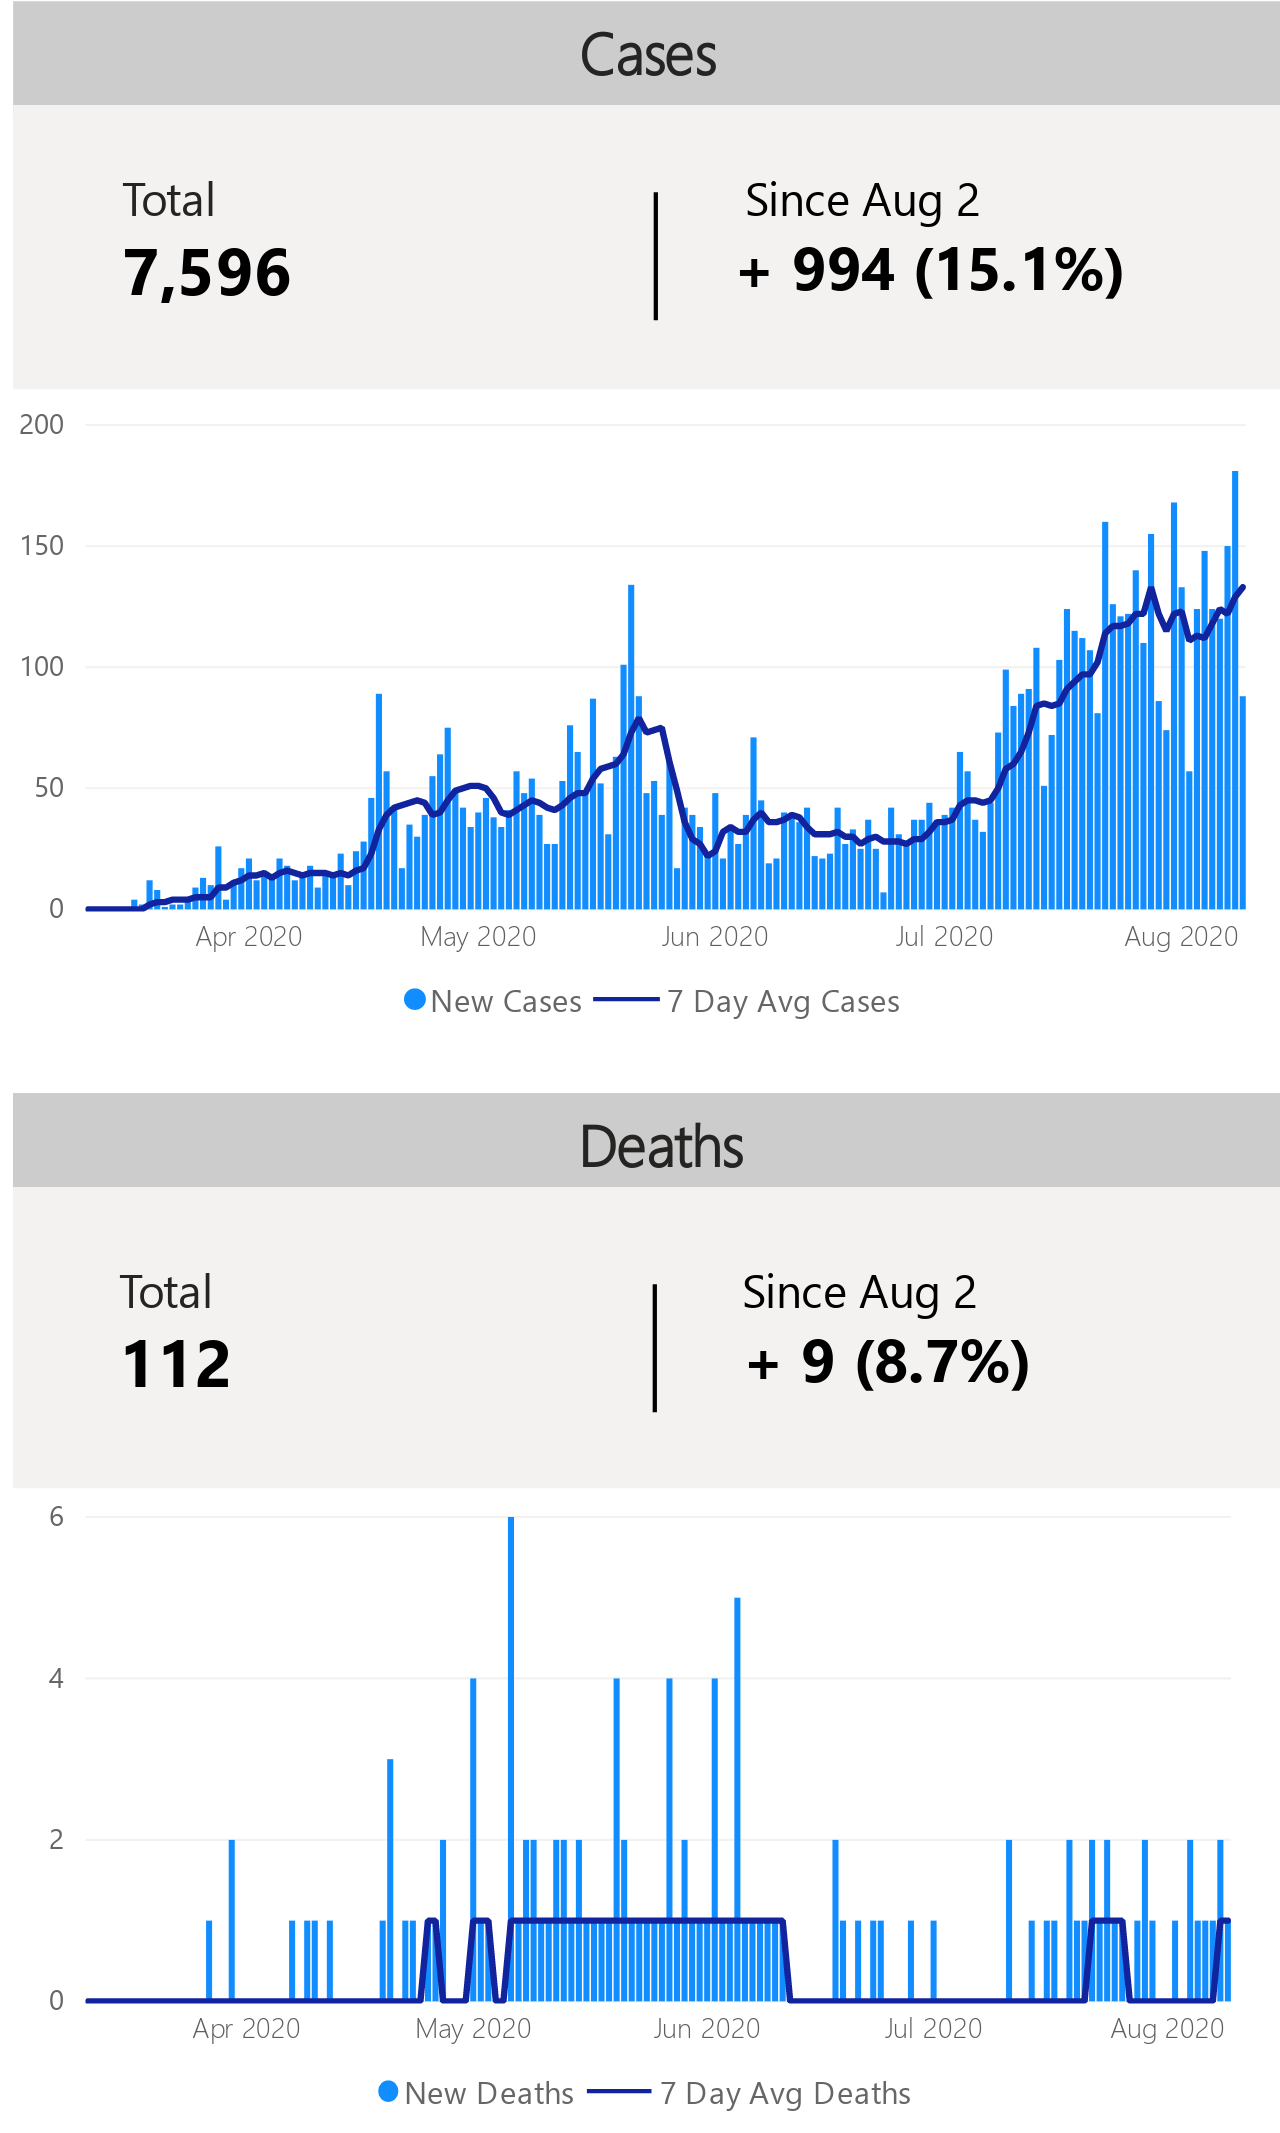 Cases
Total
Since Aug 2
7,596
+ 994 (15.1%)
200
150
100
50
0
Apr 2020
May 2020
Jun 2020
Jul 2020
Aug 2020
New Cases
7 Day Avg Cases
Deaths
Total
Since Aug 2
112
+ 9 (8.7%)
6
4
2
0
Apr 2020
May 2020
Jun 2020
Jul 2020
Aug 2020
New Deaths
7 Day Avg Deaths